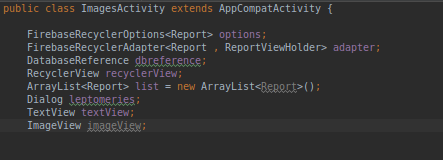 public class ImagesActivity extends AppCompatActivity {
FirebaseRecyclerOptions<Report> options;
FirebaseRecyclerAdapter<Report , ReportViewHolder> adapter;
DatabaseReference dbreference;
RecyclerView recyclerView;
ArrayList<Report> list = new ArrayList<Report>();
Dialog leptomeries;
TextView textView;
ImageView imageView;